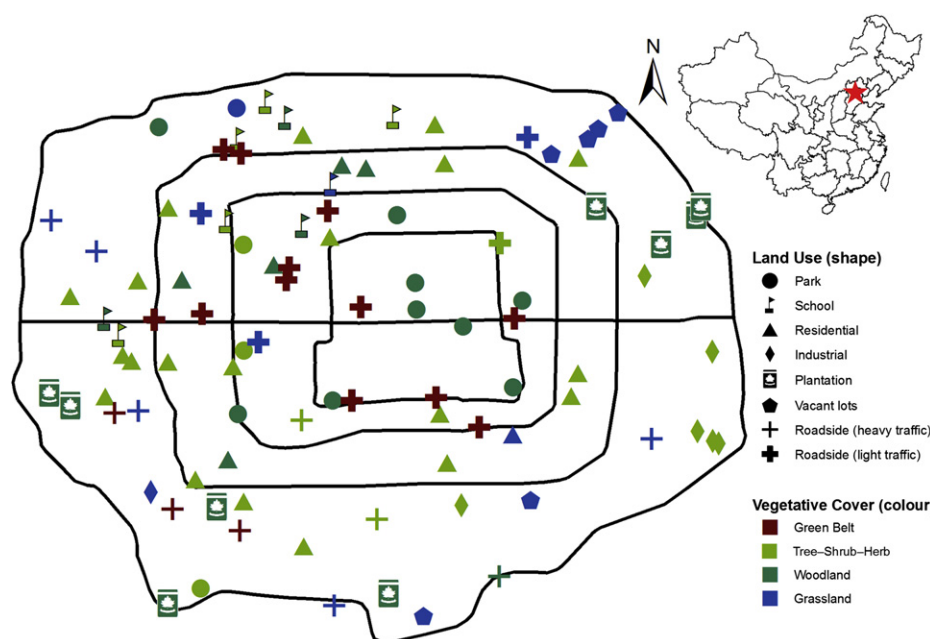 N
Land Use (shape)
Park
School
Residential
Industrial
Plantation
Vacant lots
Roadside (heavy traffic)
Roadside (light traffic)
Vegetative Cover (colour
Green Belt
Tree–Shrub–Herb
Woodland
Grassland